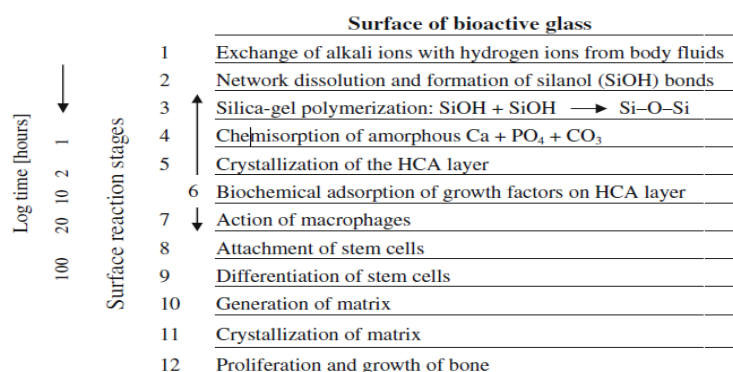 Surface of bioactive glass
1 Exchange of alkali ions with hydrogen ions from body fluids
2 Network dissolution and formation of silanol (SiOH) bonds
3 Silica-gel polymerization: SiOH + SiOH → Si–O–Si
4 Chemisorption of amorphous Ca + PO₄ + CO₃
5 Crystallization of the HCA layer
6 Biochemical adsorption of growth factors on HCA layer
7 Action of macrophages
8 Attachment of stem cells
9 Differentiation of stem cells
10 Generation of matrix
11 Crystallization of matrix
12 Proliferation and growth of bone
Log time [hours]
100 20 10 2 1
Surface reaction stages